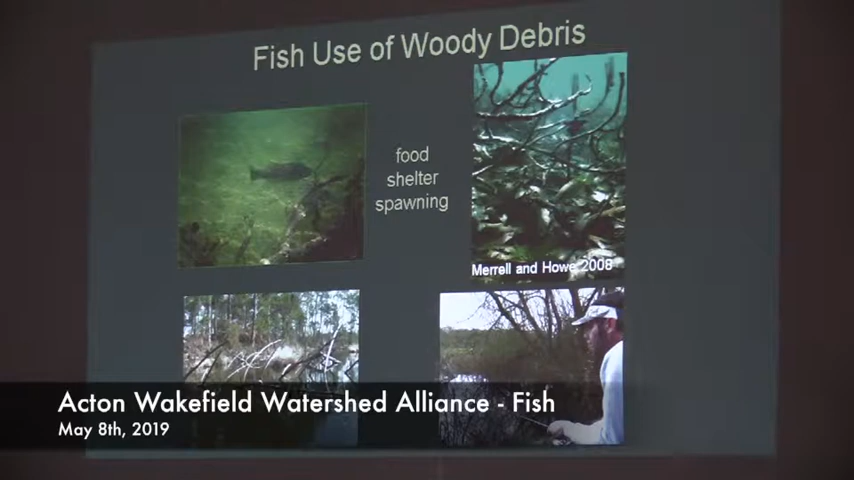 Fish Use of Woody Debris
food
shelter
spawning
Merrell and Howe 2008
Acton Wakefield Watershed Alliance - Fish
May 8th, 2019